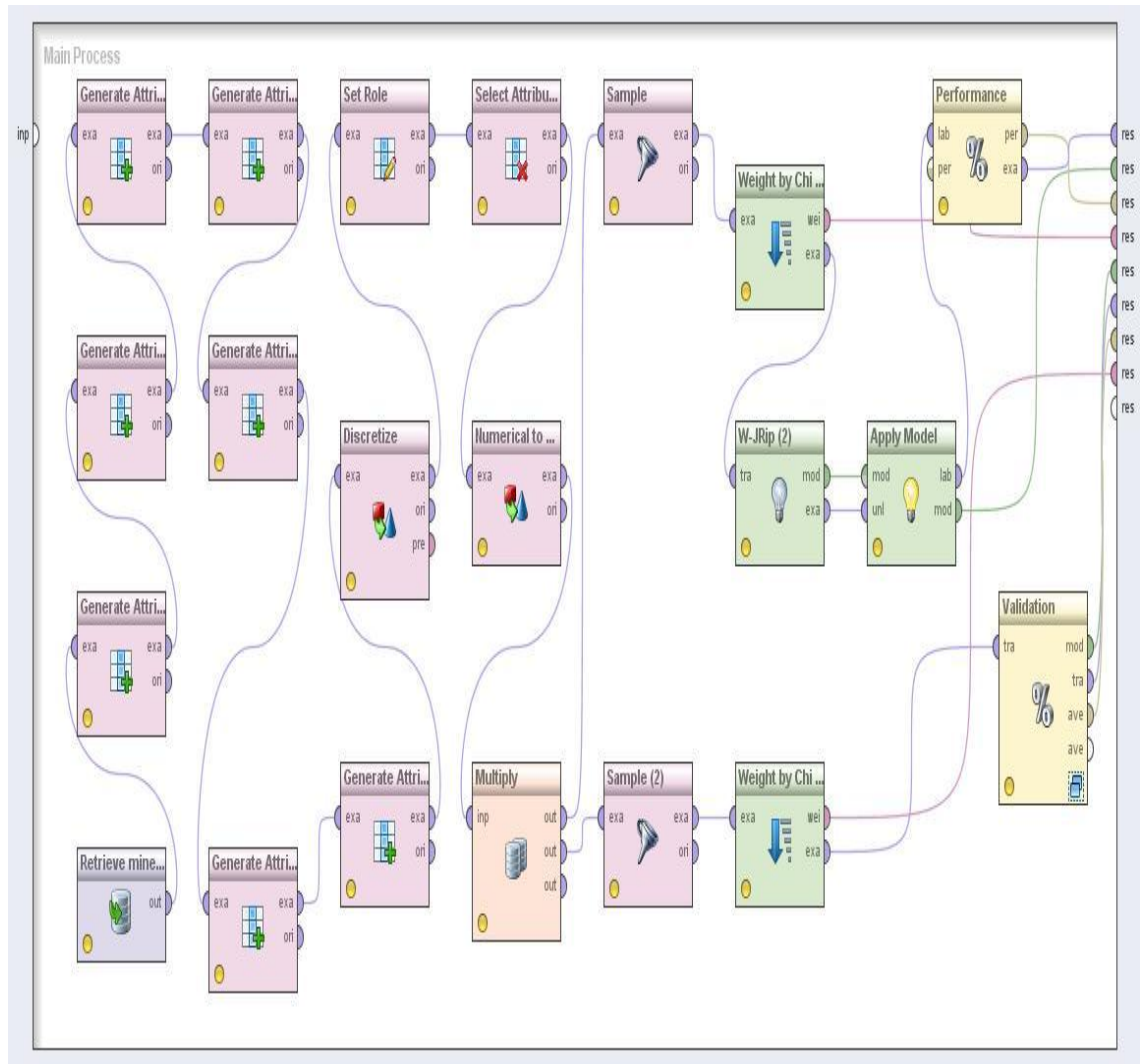 Main Process
inp
Generate Attri...
exa exa
ori
Generate Attri...
exa exa
ori
Set Role
exa exa
ori
Select Attribu...
exa exa
ori
Sample
exa exa
ori
Weight by Chi ...
exa wei
exa
Performance
lab per
per exa
res
res
res
res
res
res
res
res
res
Generate Attri...
exa exa
ori
Generate Attri...
exa exa
ori
Discretize
exa exa
ori
pre
Numerical to ...
exa exa
ori
W-JRip (2)
tra mod
exa
Apply Model
mod lab
unl mod
Generate Attri...
exa exa
ori
Validation
tra mod
tra
ave
ave
Retrieve mine...
out
Generate Attri...
exa exa
ori
Generate Attri...
exa exa
ori
Multiply
inp out
out
out
Sample (2)
exa exa
ori
Weight by Chi ...
exa wei
exa